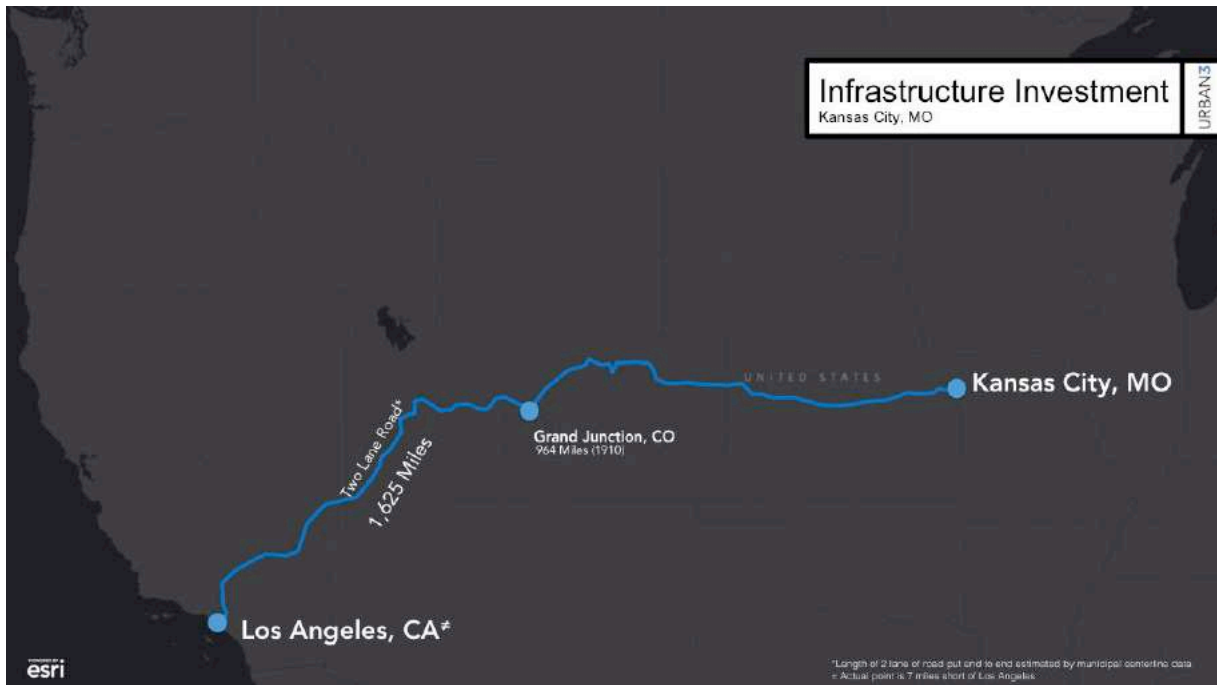 Infrastructure Investment
Kansas City, MO
URBAN3
UNITED STATES
Kansas City, MO
Grand Junction, CO
964 Miles (1910)
Two Lane Road*
1,625 Miles
Los Angeles, CA≠
POWERED BY
esri
*Length of 2 lane of road put end to end estimated by municipal centerline data
≠ Actual point is 7 miles short of Los Angeles